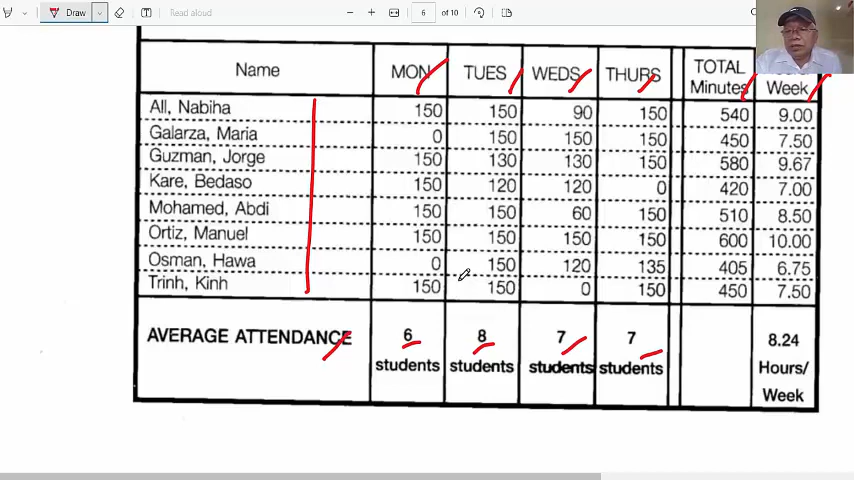 Draw
Read aloud
6 of 10
Name MON TUES WEDS THURS TOTAL Minutes Week
All, Nabiha 150 150 90 150 540 9.00
Galarza, Maria 0 150 150 150 450 7.50
Guzman, Jorge 150 130 130 150 580 9.67
Kare, Bedaso 150 120 120 0 420 7.00
Mohamed, Abdi 150 150 60 150 510 8.50
Ortiz, Manuel 150 150 150 150 600 10.00
Osman, Hawa 0 150 120 135 405 6.75
Trinh, Kinh 150 150 0 150 450 7.50
AVERAGE ATTENDANCE 6 students 8 students 7 students 7 students 8.24 Hours/ Week